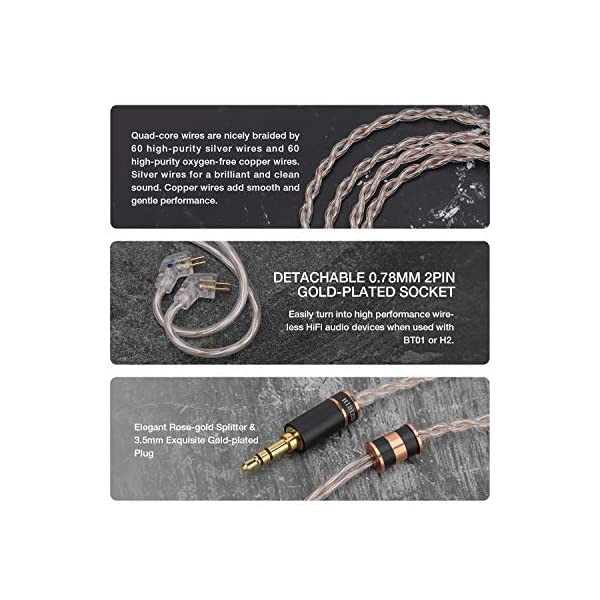 Quad-core wires are nicely braided by
60 high-purity silver wires and 60
high-purity oxygen-free copper wires.
Silver wires for a brilliant and clean
sound. Copper wires add smooth and
gentle performance.
DETACHABLE 0.78MM 2PIN
GOLD-PLATED SOCKET
Easily turn into high performance wire-
less HiFi audio devices when used with
BT01 or H2.
Elegant Rose-gold Splitter &
3.5mm Exquisite Gold-plated
Plug